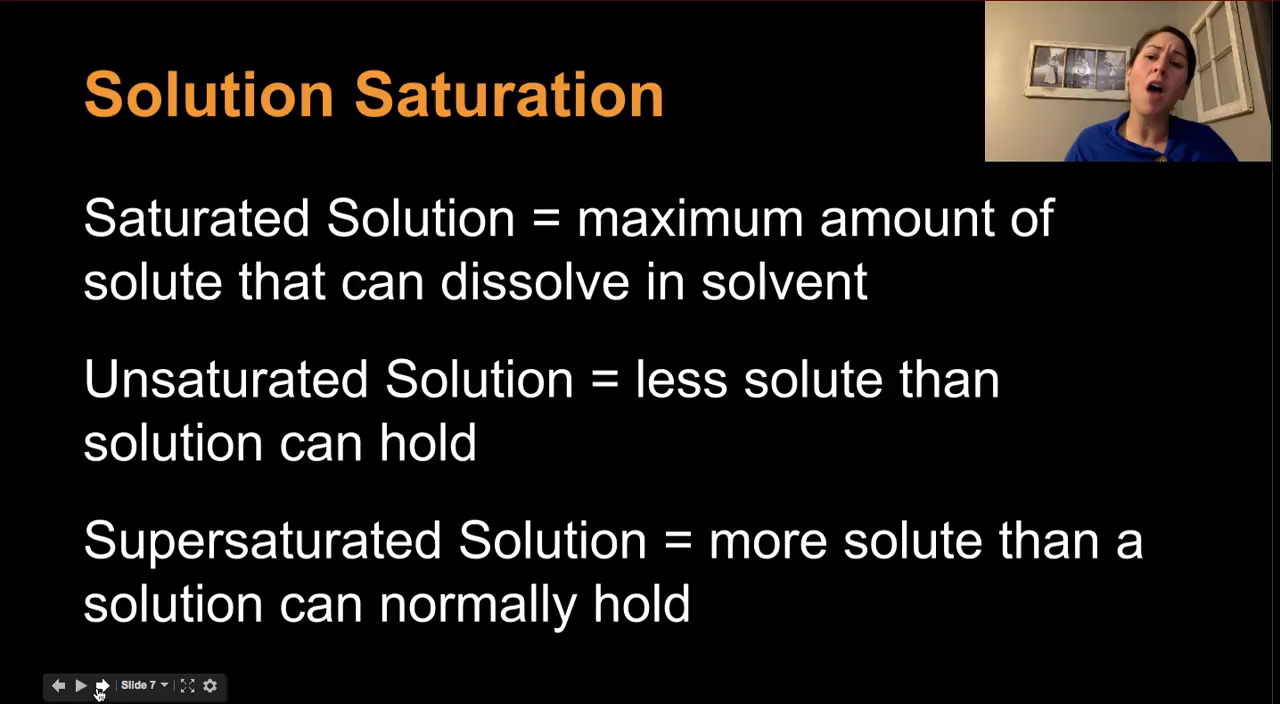 Solution Saturation
Saturated Solution = maximum amount of
solute that can dissolve in solvent
Unsaturated Solution = less solute than
solution can hold
Supersaturated Solution = more solute than a
solution can normally hold
Slide 7